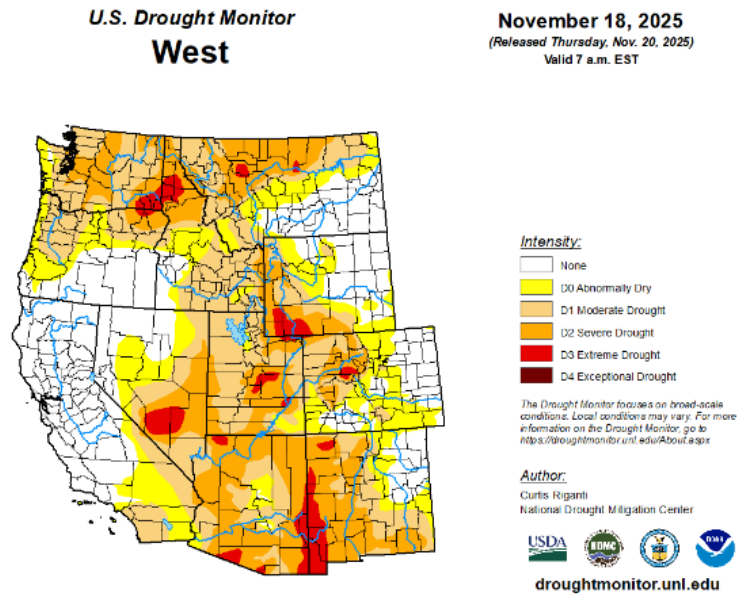 U.S. Drought Monitor
West
November 18, 2025
(Released Thursday, Nov. 20, 2025)
Valid 7 a.m. EST
Intensity:
None
D0 Abnormally Dry
D1 Moderate Drought
D2 Severe Drought
D3 Extreme Drought
D4 Exceptional Drought
The Drought Monitor focuses on broad-scale
conditions. Local conditions may vary. For more
information on the Drought Monitor, go to
https://droughtmonitor.unl.edu/About.aspx
Author:
Curtis Riganti
National Drought Mitigation Center
USDA
NDMC
NOAA
droughtmonitor.unl.edu